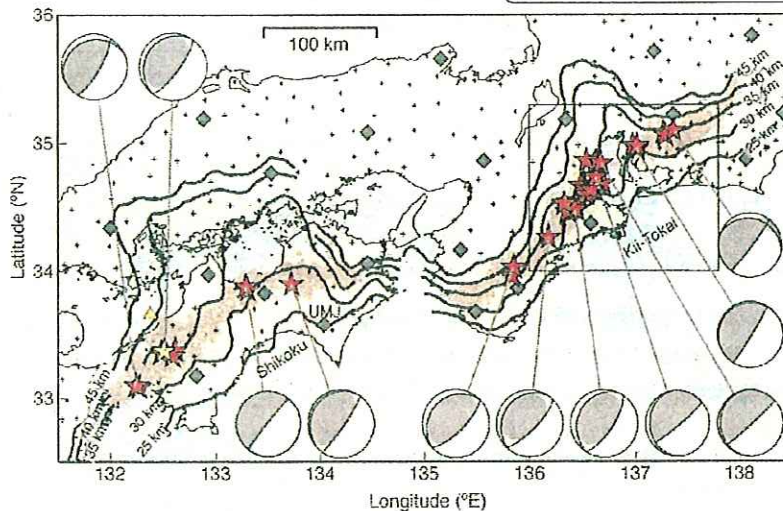 36
35
34
33
Latitude (°N)
100 km
45 km
40 km
35 km
30 km
25 km
Kii-Tokai
UMJ
Shikoku
45 km
40 km
35 km
30 km
25 km
132 133 134 135 136 137 138
Longitude (°E)